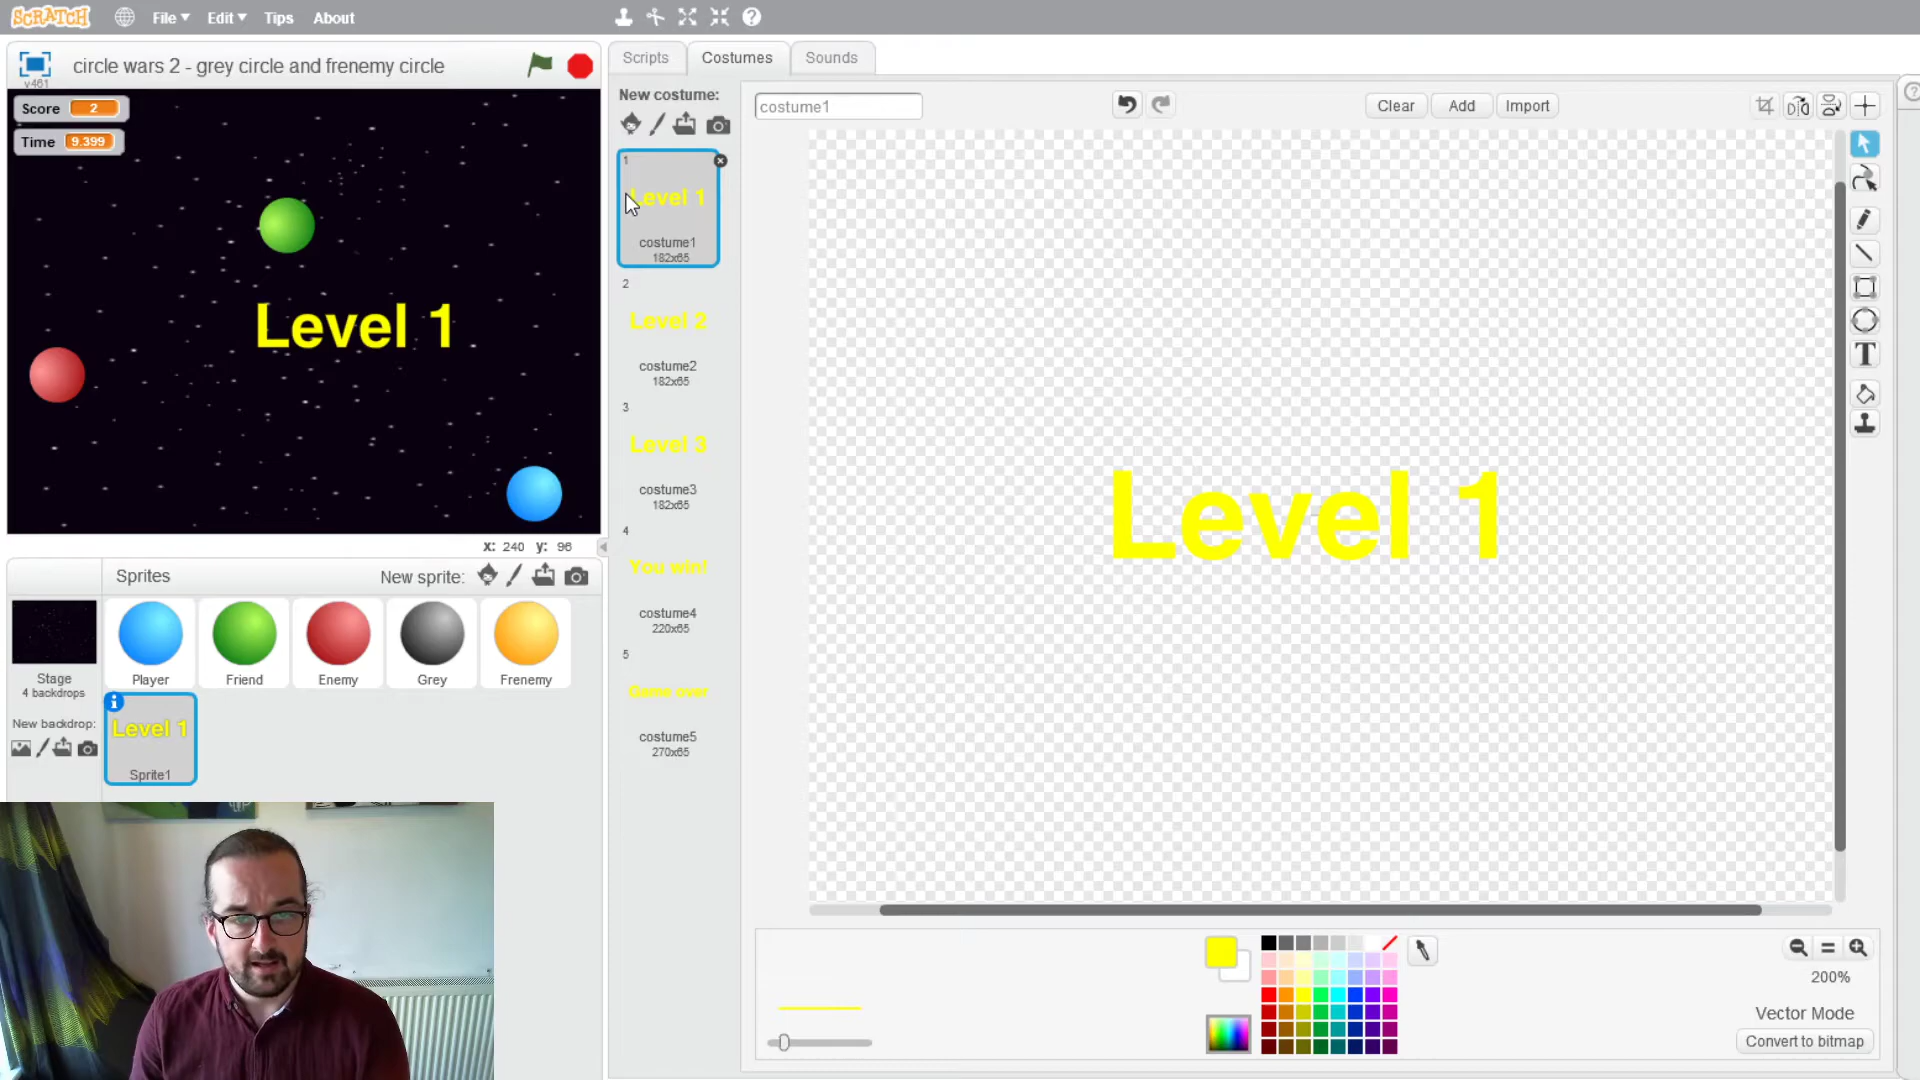 SCRATCH File Edit Tips About
v461
circle wars 2 - grey circle and frenemy circle
Score 2
Time 9.399
Level 1
x: 240 y: 96
Sprites New sprite:
Stage
4 backdrops
New backdrop:
Player
Friend
Enemy
Grey
Frenemy
Level 1
Sprite1
Scripts Costumes Sounds
New costume:
1
Level 1
costume1
182x65
2
Level 2
costume2
182x65
3
Level 3
costume3
182x65
4
You win!
costume4
220x65
5
Game over
costume5
270x65
costume1
Clear Add Import
Level 1
T
200%
Vector Mode
Convert to bitmap